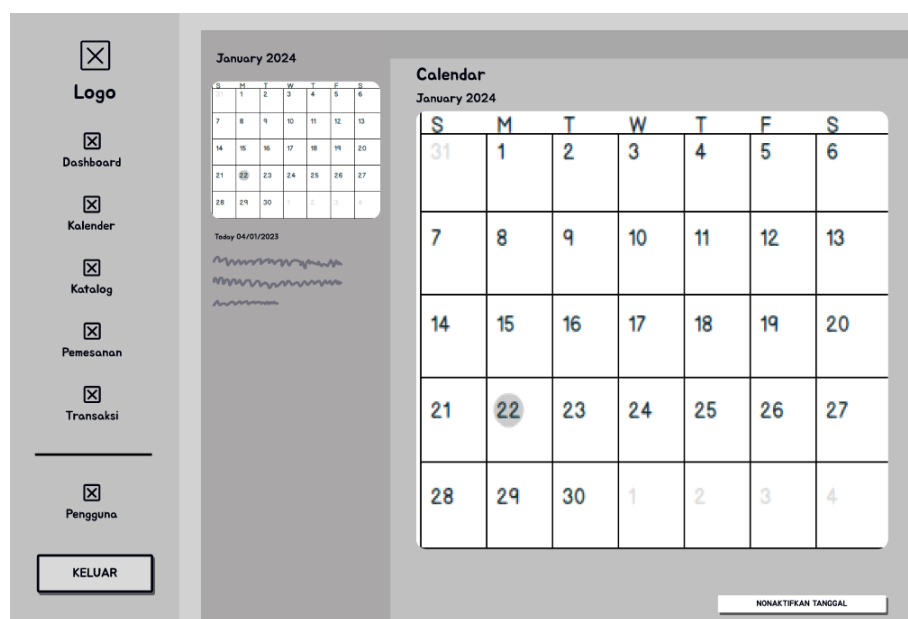 Logo
Dashboard
Kalender
Katalog
Pemesanan
Transaksi
Pengguna
KELUAR
January 2024
S M T W T F S
31 1 2 3 4 5 6
7 8 9 10 11 12 13
14 15 16 17 18 19 20
21 22 23 24 25 26 27
28 29 30 1 2 3 4
Today 04/01/2023
Calendar
January 2024
S M T W T F S
31 1 2 3 4 5 6
7 8 9 10 11 12 13
14 15 16 17 18 19 20
21 22 23 24 25 26 27
28 29 30 1 2 3 4
NONAKTIFKAN TANGGAL